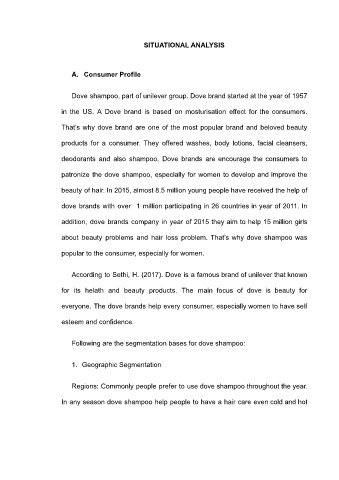 SITUATIONAL ANALYSIS
A. Consumer Profile
Dove shampoo, part of unilever group. Dove brand started at the year of 1957
in the US. A Dove brand is based on mosturisation effect for the consumers.
That's why dove brand are one of the most popular brand and beloved beauty
products for a consumer. They offered washes, body lotions, facial cleansers,
deodorants and also shampoo. Dove brands are encourage the consumers to
patronize the dove shampoo, especially for women to develop and improve the
beauty of hair. In 2015, almost 8.5 million young people have received the help of
dove brands with over 1 million participating in 26 countries in year of 2011. In
addition, dove brands company in year of 2015 they aim to help 15 million girls
about beauty problems and hair loss problem. That's why dove shampoo was
popular to the consumer, especially for women.
According to Sethi, H. (2017). Dove is a famous brand of unilever that known
for its helath and beauty products. The main focus of dove is beauty for
everyone. The dove brands help every consumer, especially women to have self
esteem and confidence.
Following are the segmentation bases for dove shampoo:
1. Geographic Segmentation
Regions: Commonly people prefer to use dove shampoo throughout the year.
In any season dove shampoo help people to have a hair care even cold and hot